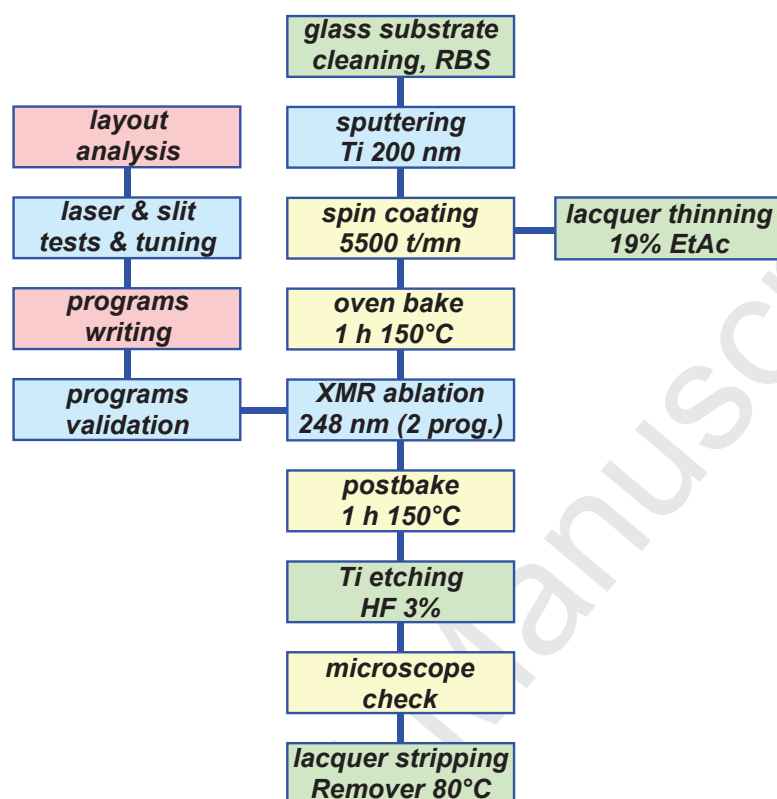 glass substrate
cleaning, RBS
layout
analysis
sputtering
Ti 200 nm
laser & slit
tests & tuning
spin coating
5500 t/mn
lacquer thinning
19% EtAc
programs
writing
oven bake
1 h 150°C
programs
validation
XMR ablation
248 nm (2 prog.)
postbake
1 h 150°C
Ti etching
HF 3%
microscope
check
lacquer stripping
Remover 80°C
Manusc